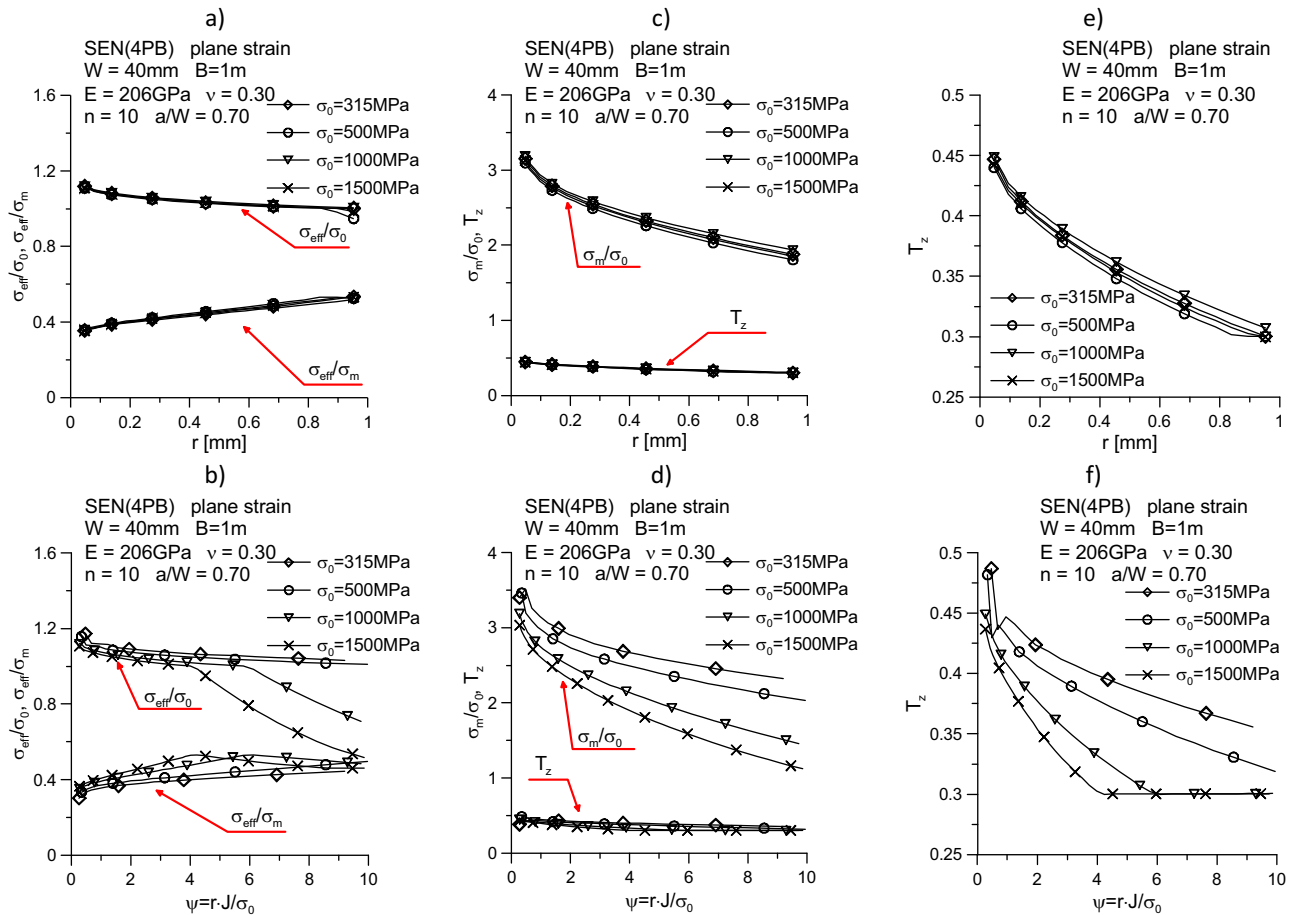 a)
SEN(4PB) plane strain
W = 40mm B=1m
E = 206GPa ν = 0.30
n = 10 a/W = 0.70
σ0=315MPa
σ0=500MPa
σ0=1000MPa
σ0=1500MPa
1.6
1.2
0.8
0.4
0.0
σeff/σ0, σeff/σm
σeff/σ0
σeff/σm
0 0.2 0.4 0.6 0.8 1
r [mm]
c)
SEN(4PB) plane strain
W = 40mm B=1m
E = 206GPa ν = 0.30
n = 10 a/W = 0.70
σ0=315MPa
σ0=500MPa
σ0=1000MPa
σ0=1500MPa
4
3
2
1
0
σm/σ0, Tz
σm/σ0
Tz
0 0.2 0.4 0.6 0.8 1
r [mm]
e)
SEN(4PB) plane strain
W = 40mm B=1m
E = 206GPa ν = 0.30
n = 10 a/W = 0.70
0.5
0.45
0.4
0.35
0.3
0.25
Tz
σ0=315MPa
σ0=500MPa
σ0=1000MPa
σ0=1500MPa
0 0.2 0.4 0.6 0.8 1
r [mm]
b)
SEN(4PB) plane strain
W = 40mm B=1m
E = 206GPa ν = 0.30
n = 10 a/W = 0.70
σ0=315MPa
σ0=500MPa
σ0=1000MPa
σ0=1500MPa
1.6
1.2
0.8
0.4
0.0
σeff/σ0, σeff/σm
σeff/σ0
σeff/σm
0 2 4 6 8 10
ψ=r·J/σ0
d)
SEN(4PB) plane strain
W = 40mm B=1m
E = 206GPa ν = 0.30
n = 10 a/W = 0.70
σ0=315MPa
σ0=500MPa
σ0=1000MPa
σ0=1500MPa
4
3
2
1
0
σm/σ0, Tz
σm/σ0
Tz
0 2 4 6 8 10
ψ=r·J/σ0
f)
SEN(4PB) plane strain
W = 40mm B=1m
E = 206GPa ν = 0.30
n = 10 a/W = 0.70
σ0=315MPa
σ0=500MPa
σ0=1000MPa
σ0=1500MPa
0.5
0.45
0.4
0.35
0.3
0.25
Tz
0 2 4 6 8 10
ψ=r·J/σ0